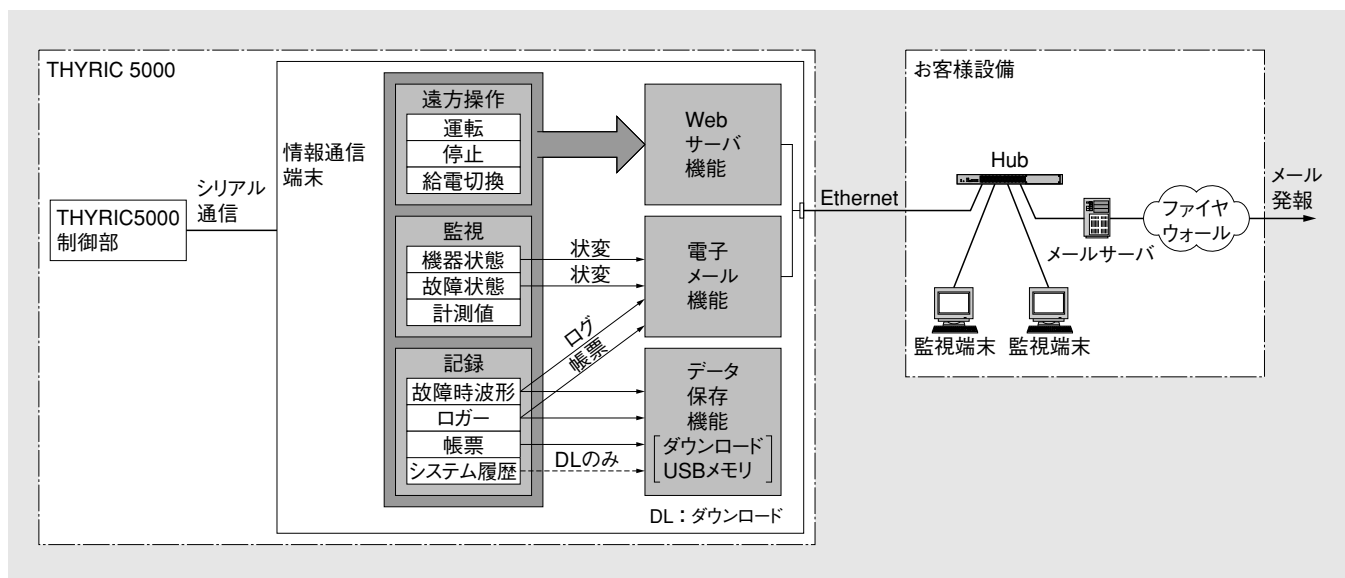 THYRIC 5000
THYRIC5000
制御部
シリアル
通信
情報通信
端末
遠方操作
運転
停止
給電切換
監視
機器状態
故障状態
計測値
記録
故障時波形
ロガー
帳票
システム履歴
状変
状変
ログ
帳票
DLのみ
Web
サーバ
機能
電子
メール
機能
データ
保存
機能
[ダウンロード
USBメモリ]
DL：ダウンロード
Ethernet
お客様設備
Hub
監視端末
監視端末
メールサーバ
ファイヤ
ウォール
メール
発報